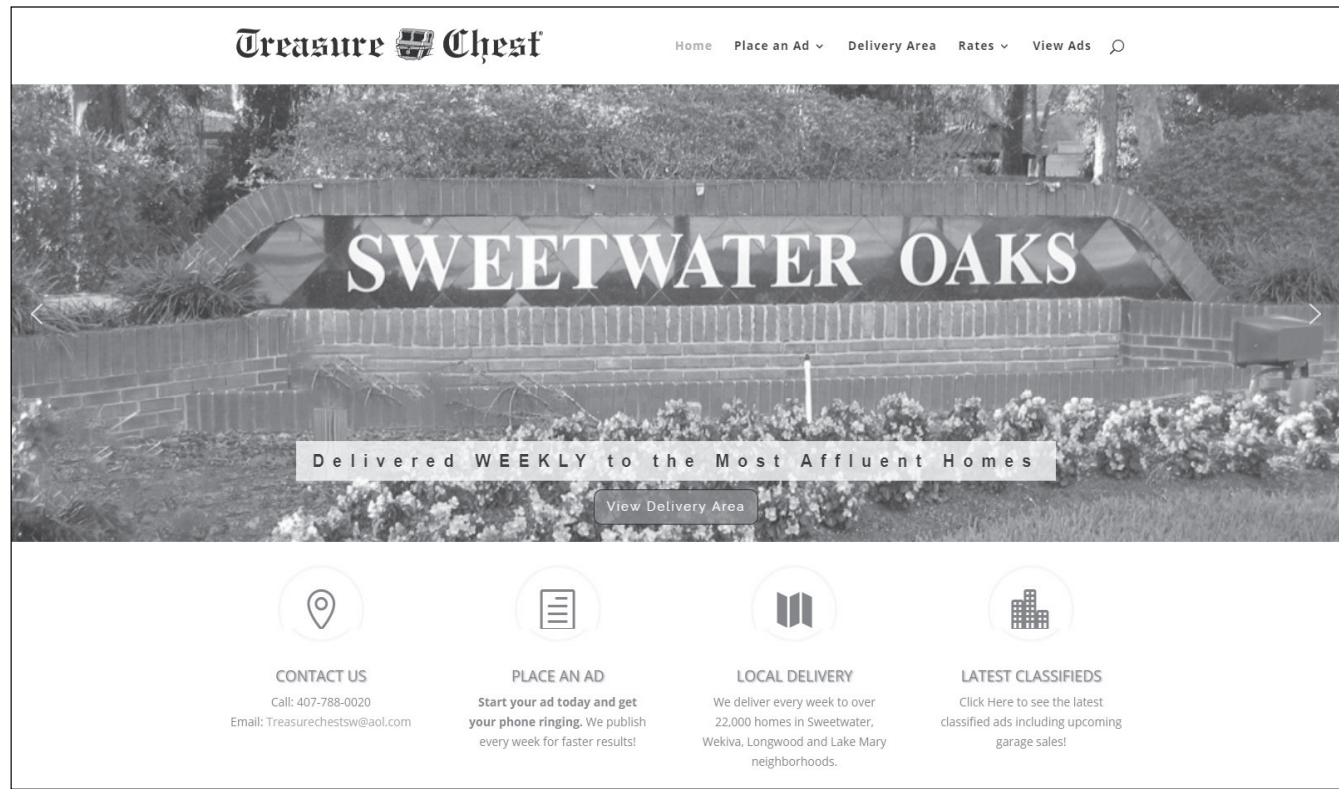 Treasure Chest
Home Place an Ad Delivery Area Rates View Ads
SWEETWATER OAKS
Delivered WEEKLY to the Most Affluent Homes
View Delivery Area
CONTACT US
Call: 407-788-0020
Email: Treasurechestsw@aol.com
PLACE AN AD
Start your ad today and get
your phone ringing. We publish
every week for faster results!
LOCAL DELIVERY
We deliver every week to over
22,000 homes in Sweetwater,
Wekiva, Longwood and Lake Mary
neighborhoods.
LATEST CLASSIFIEDS
Click Here to see the latest
classified ads including upcoming
garage sales!